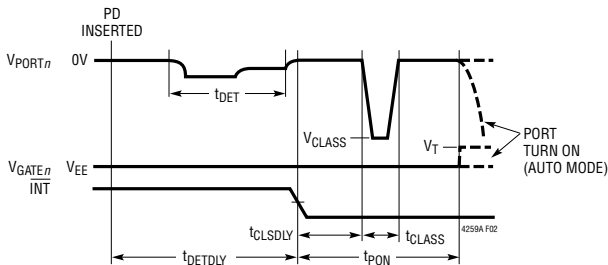 PD
INSERTED
VPORTn 0V
tDET
VCLASS
VT
PORT
TURN ON
(AUTO MODE)
VGATEn VEE
INT
tCLSDLY
tCLASS
4259A F02
tDETDLY
tPON